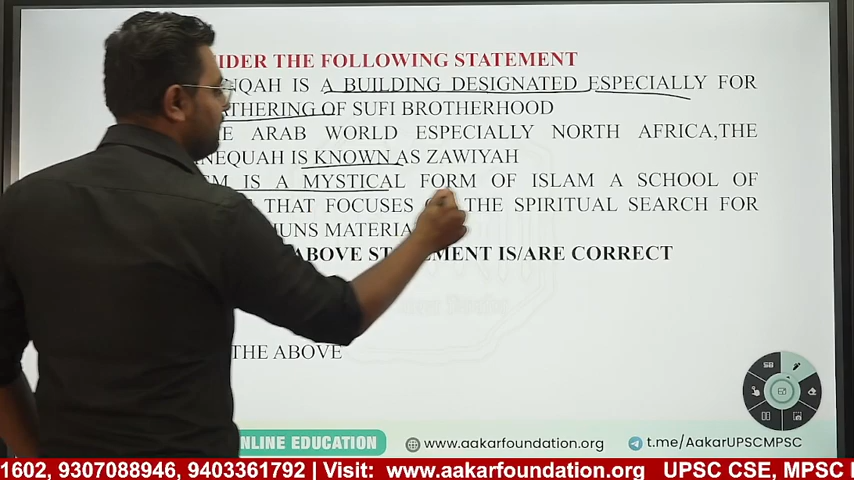 IDER THE FOLLOWING STATEMENT
NQAH IS A BUILDING DESIGNATED ESPECIALLY FOR
ATHERING OF SUFI BROTHERHOOD
E ARAB WORLD ESPECIALLY NORTH AFRICA,THE
NEQUAH IS KNOWN AS ZAWIYAH
SM IS A MYSTICAL FORM OF ISLAM A SCHOOL OF
THAT FOCUSES THE SPIRITUAL SEARCH FOR
UNS MATERIA
ABOVE STATEMENT IS/ARE CORRECT
THE ABOVE
NLINE EDUCATION www.aakarfoundation.org t.me/AakarUPSCMPSC
1602, 9307088946, 9403361792 | Visit: www.aakarfoundation.org UPSC CSE, MPSC